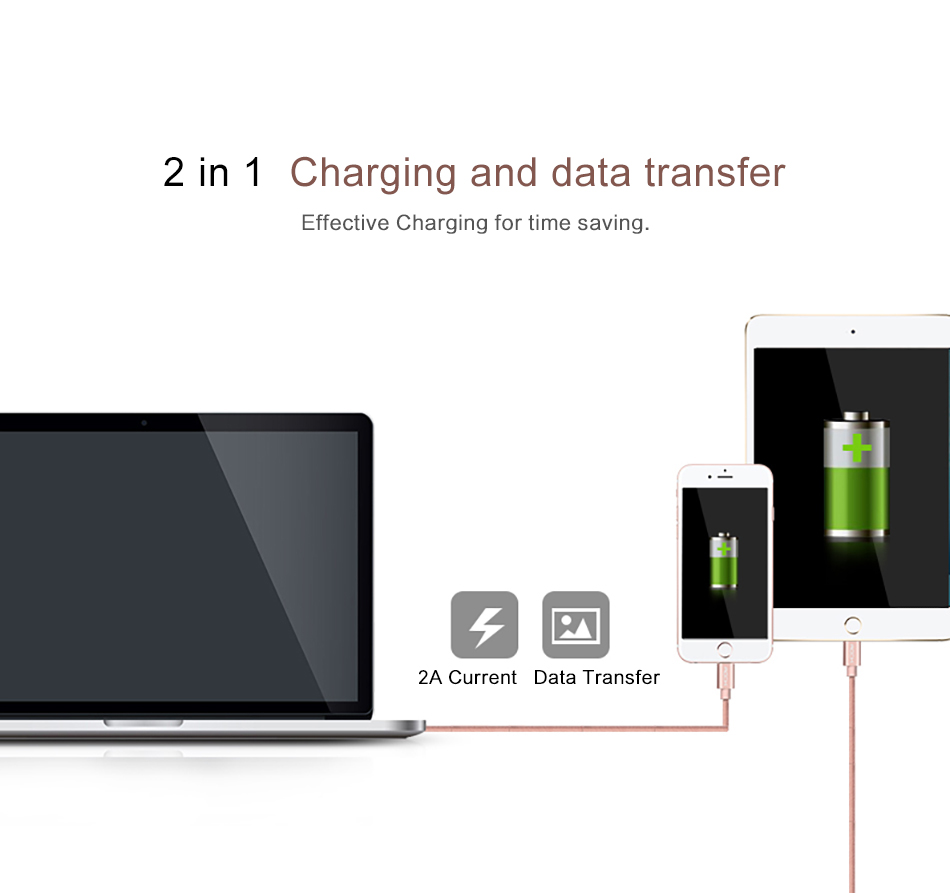 2 in 1 Charging and data transfer
Effective Charging for time saving.
2A Current Data Transfer